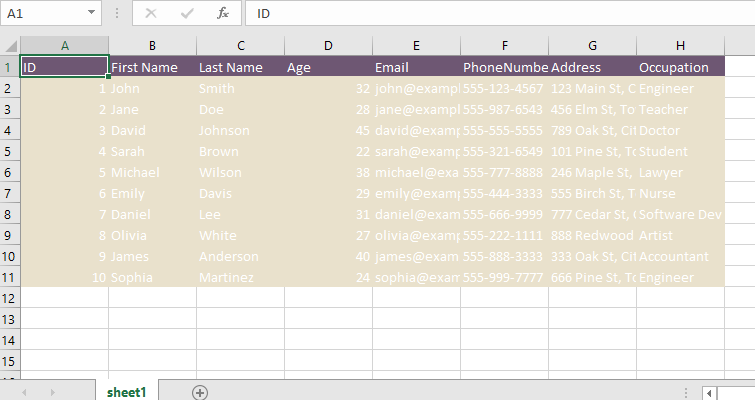 A1 fx ID
A B C D E F G H
1 ID First Name Last Name Age Email PhoneNumbe Address Occupation
2 1 John Smith 32 john@exampl 555-123-4567 123 Main St, C Engineer
3 2 Jane Doe 28 jane@exampl 555-987-6543 456 Elm St, To Teacher
4 3 David Johnson 45 david@examp 555-555-5555 789 Oak St, Cit Doctor
5 4 Sarah Brown 22 sarah@examp 555-321-6549 101 Pine St, To Student
6 5 Michael Wilson 38 michael@exa 555-777-8888 246 Maple St, Lawyer
7 6 Emily Davis 29 emily@examp 555-444-3333 555 Birch St, T Nurse
8 7 Daniel Lee 31 daniel@exam 555-666-9999 777 Cedar St, Software Dev
9 8 Olivia White 27 olivia@exam 555-222-1111 888 Redwood Artist
10 9 James Anderson 40 james@exam 555-888-3333 333 Oak St, Cit Accountant
11 10 Sophia Martinez 24 sophia@exam 555-999-7777 666 Pine St, To Engineer
12
13
14
15
sheet1